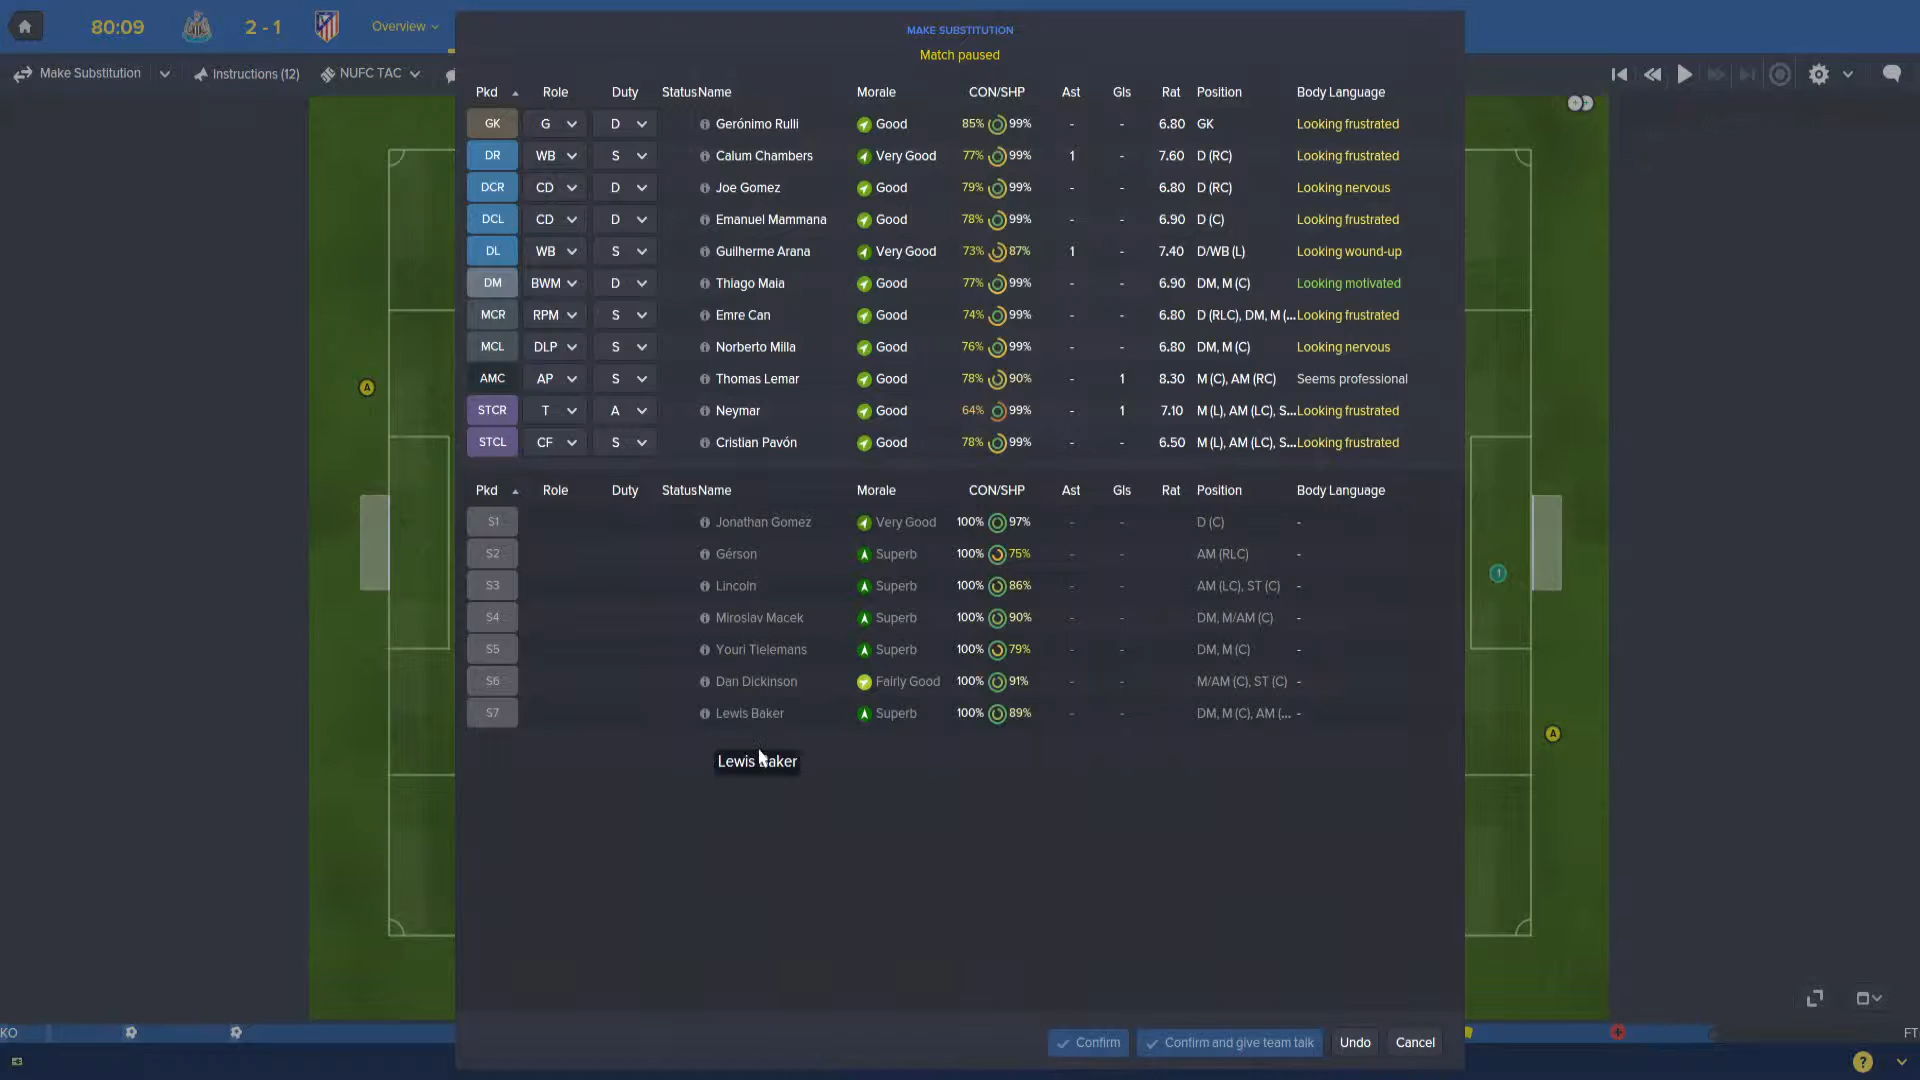 80:09 2 - 1 Overview
MAKE SUBSTITUTION
Match paused
Make Substitution Instructions (12) NUFC TAC
Pkd Role Duty Status Name Morale CON/SHP Ast Gls Rat Position Body Language
GK G D Gerónimo Rulli Good 85% 99% - - 6.80 GK Looking frustrated
DR WB S Calum Chambers Very Good 77% 99% 1 - 7.60 D (RC) Looking frustrated
DCR CD D Joe Gomez Good 79% 99% - - 6.80 D (RC) Looking nervous
DCL CD D Emanuel Mammana Good 78% 99% - - 6.90 D (C) Looking frustrated
DL WB S Guilherme Arana Very Good 73% 87% 1 - 7.40 D/WB (L) Looking wound-up
DM BWM D Thiago Maia Good 77% 99% - - 6.90 DM, M (C) Looking motivated
MCR RPM S Emre Can Good 74% 99% - - 6.80 D (RLC), DM, M (... Looking frustrated
MCL DLP S Norberto Milla Good 76% 99% - - 6.80 DM, M (C) Looking nervous
AMC AP S Thomas Lemar Good 78% 90% - 1 8.30 M (C), AM (RC) Seems professional
STCR T A Neymar Good 64% 99% - 1 7.10 M (L), AM (LC), S... Looking frustrated
STCL CF S Cristian Pavón Good 78% 99% - - 6.50 M (L), AM (LC), S... Looking frustrated
Pkd Role Duty Status Name Morale CON/SHP Ast Gls Rat Position Body Language
S1 Jonathan Gomez Very Good 100% 97% - - D (C) -
S2 Gérson Superb 100% 75% - - AM (RLC) -
S3 Lincoln Superb 100% 86% - - AM (LC), ST (C) -
S4 Miroslav Macek Superb 100% 90% - - DM, M/AM (C) -
S5 Youri Tielemans Superb 100% 79% - - DM, M (C) -
S6 Dan Dickinson Fairly Good 100% 91% - - M/AM (C), ST (C) -
S7 Lewis Baker Superb 100% 89% - - DM, M (C), AM (... -
Lewis Baker
A
1
A
KO FT
Confirm Confirm and give team talk Undo Cancel
?